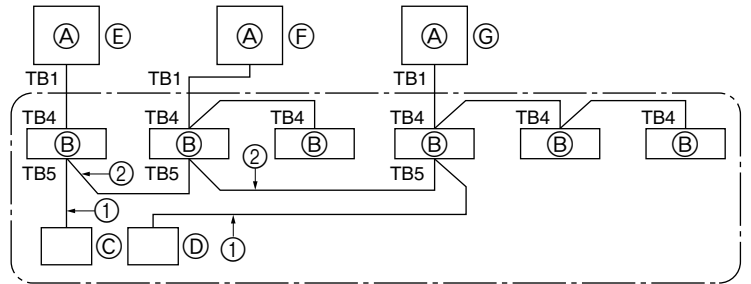 Ⓐ Ⓔ Ⓐ Ⓕ Ⓐ Ⓖ
TB1 TB1 TB1
TB4 TB4 TB4 TB4 TB4 TB4
Ⓑ Ⓑ Ⓑ Ⓑ Ⓑ Ⓑ
TB5 ② TB5 ② TB5
① Ⓒ Ⓓ ①